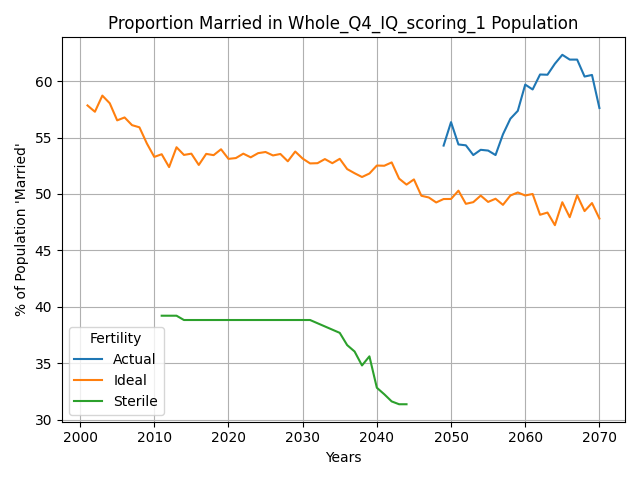 Proportion Married in Whole_Q4_IQ_scoring_1 Population
% of Population 'Married'
60
55
50
45
40
35
30
Fertility
Actual
Ideal
Sterile
2000 2010 2020 2030 2040 2050 2060 2070
Years